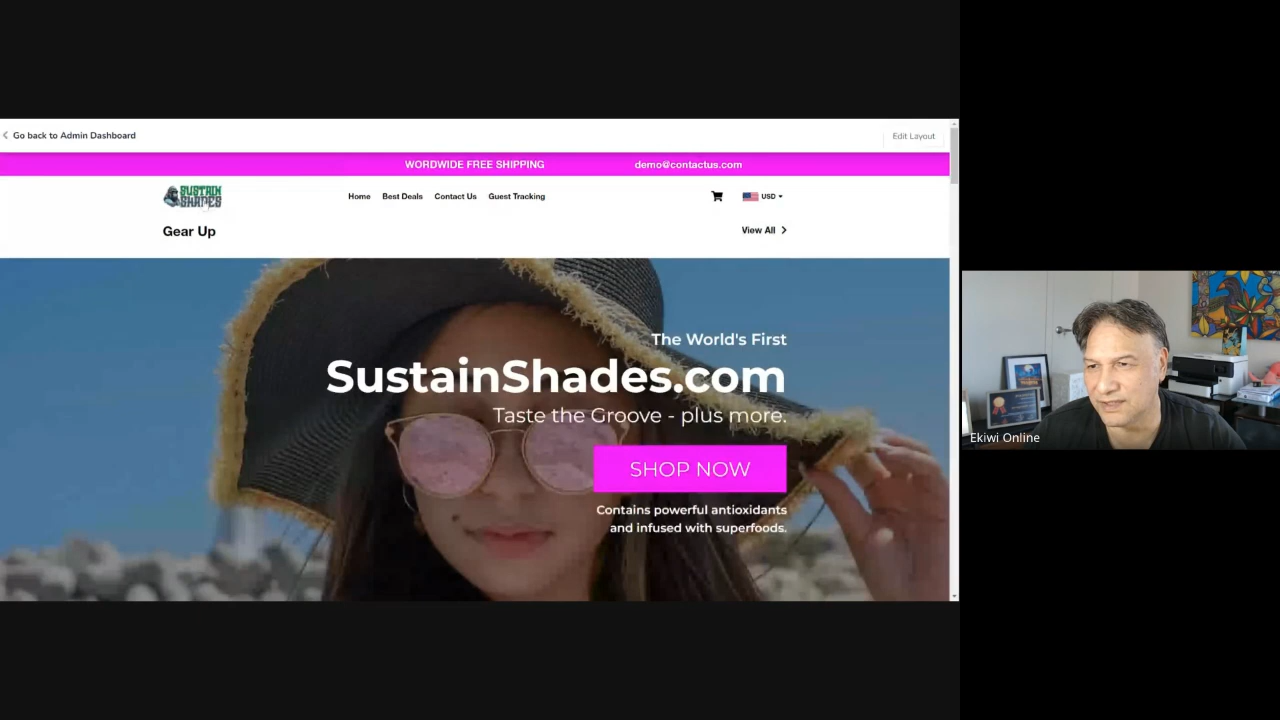 Go back to Admin Dashboard
Edit Layout
WORDWIDE FREE SHIPPING
demo@contactus.com
SUSTAIN
SHADES
Home
Best Deals
Contact Us
Guest Tracking
USD
Gear Up
View All
The World's First
SustainShades.com
Taste the Groove - plus more.
SHOP NOW
Contains powerful antioxidants
and infused with superfoods.
Ekiwi Online